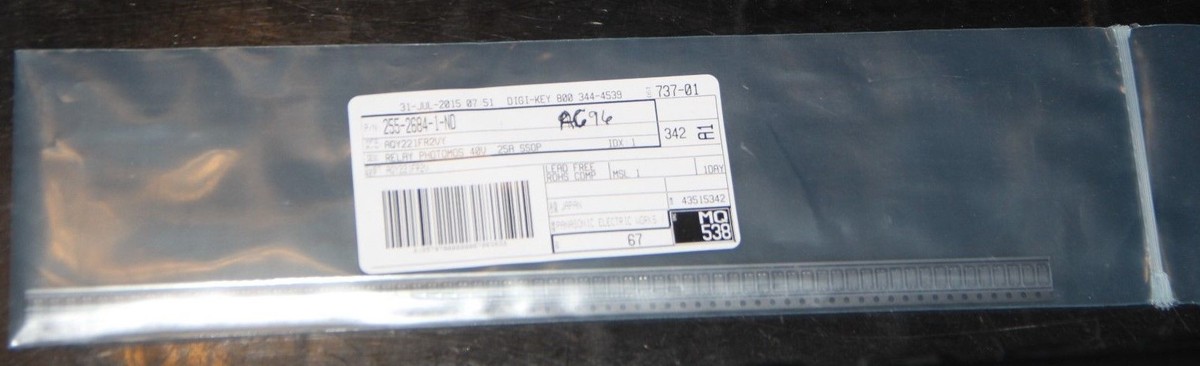 31-JUL-2015 07:51 DIGI-KEY 800 344-4539
737-01
255-2684-1-ND
AG96
AQY221FR2VY
IDX 1
342
A1
RELAY PHOTOMOS 40V .25A SSOP
LEAD FREE
ROHS COMP
MSL 1
1DAY
JAPAN
43515342
PANASONIC ELECTRIC WORKS
67
MQ
538